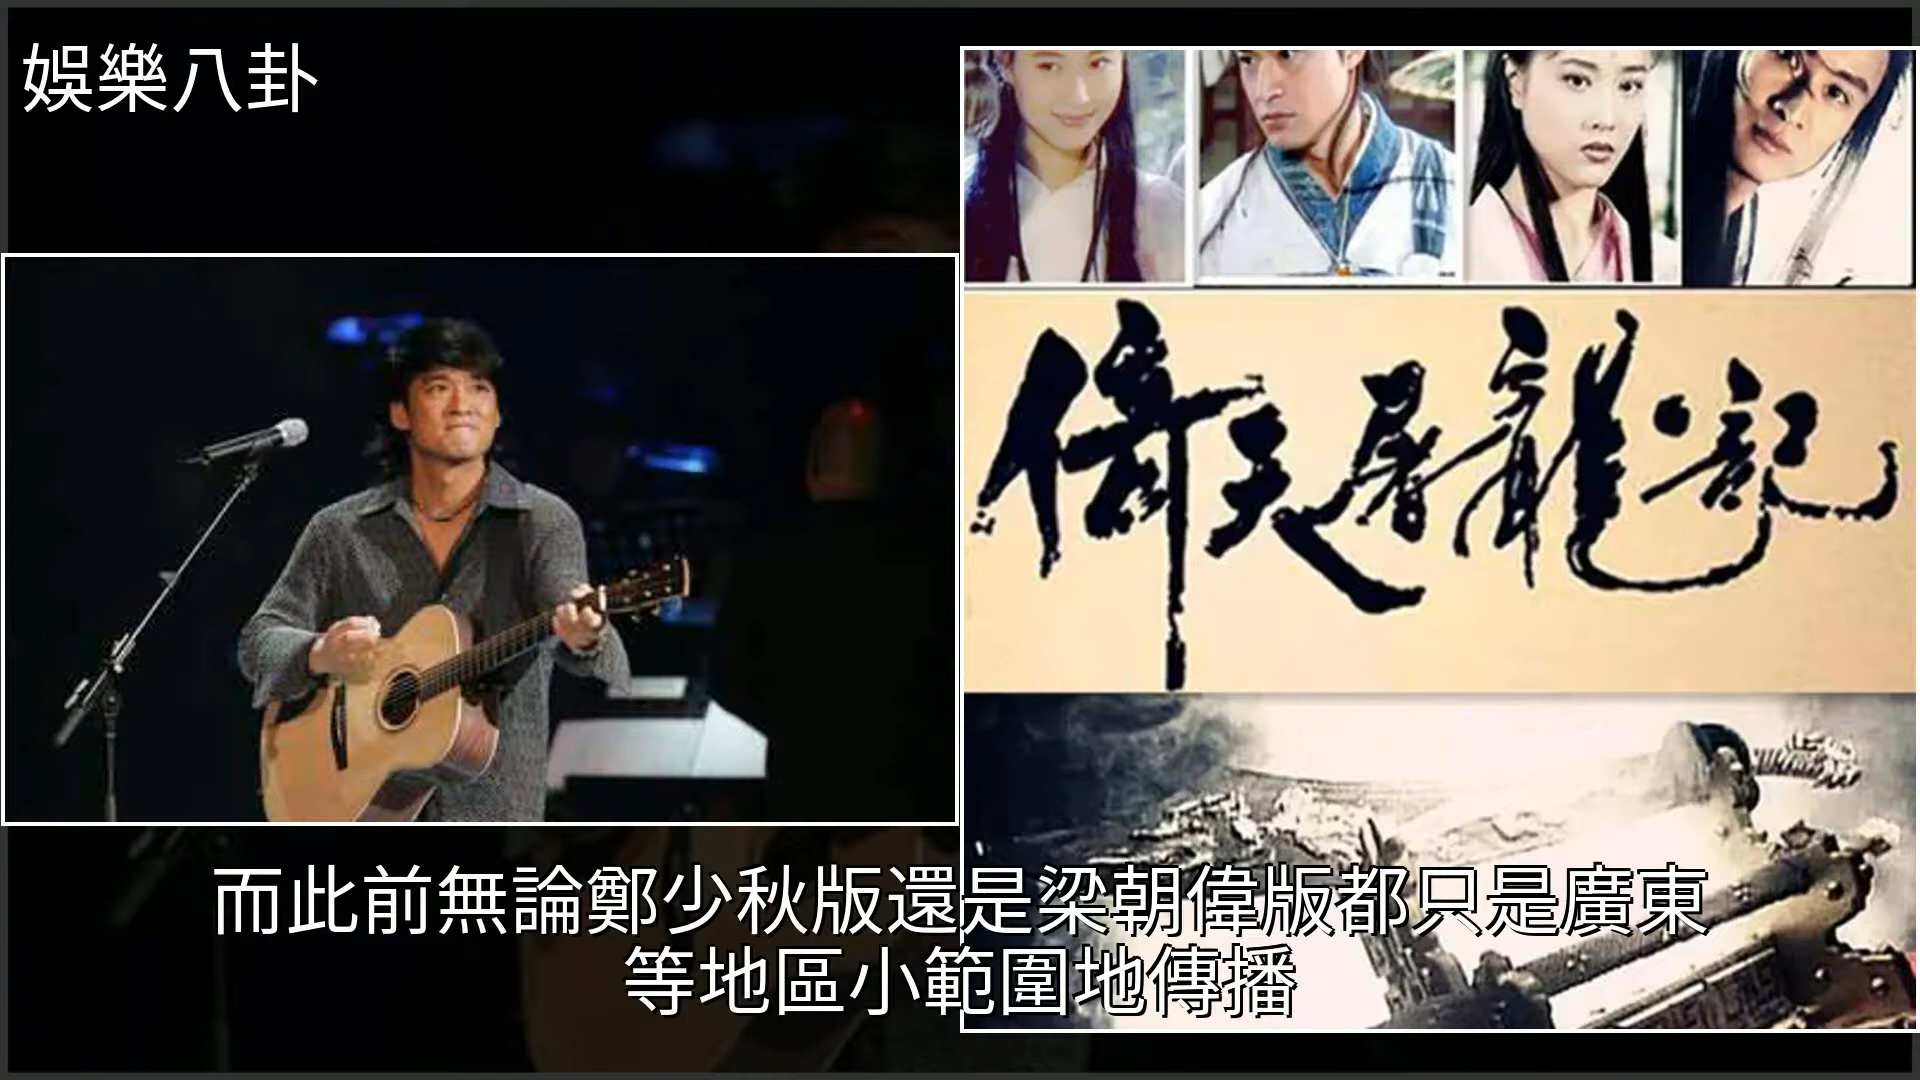 娛樂八卦
倚天屠龍記
而此前無論鄭少秋版還是梁朝偉版都只是廣東
等地區小範圍地傳播